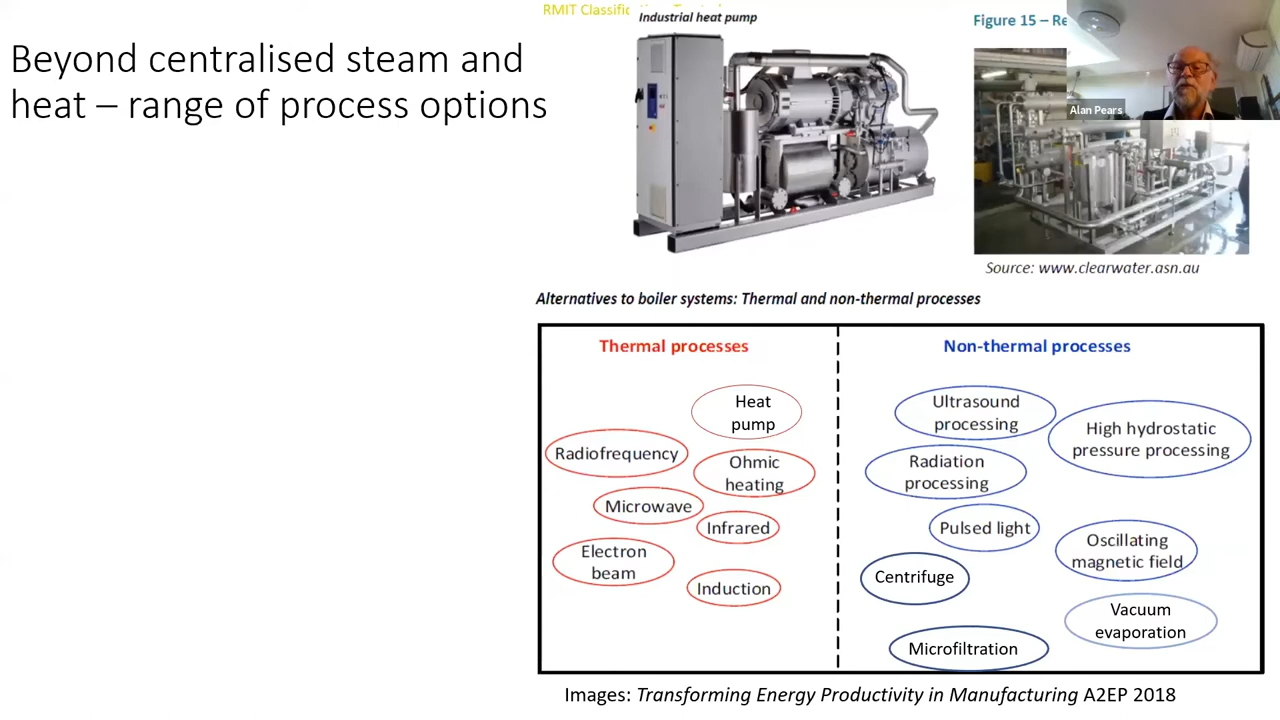 Beyond centralised steam and
heat – range of process options
RMIT Classific
Industrial heat pump
Figure 15 – Re
Alan Pears
Source: www.clearwater.asn.au
Alternatives to boiler systems: Thermal and non-thermal processes
Thermal processes
Heat
pump
Radiofrequency
Ohmic
heating
Microwave
Infrared
Electron
beam
Induction
Non-thermal processes
Ultrasound
processing
High hydrostatic
pressure processing
Radiation
processing
Pulsed light
Oscillating
magnetic field
Centrifuge
Vacuum
evaporation
Microfiltration
Images: Transforming Energy Productivity in Manufacturing A2EP 2018